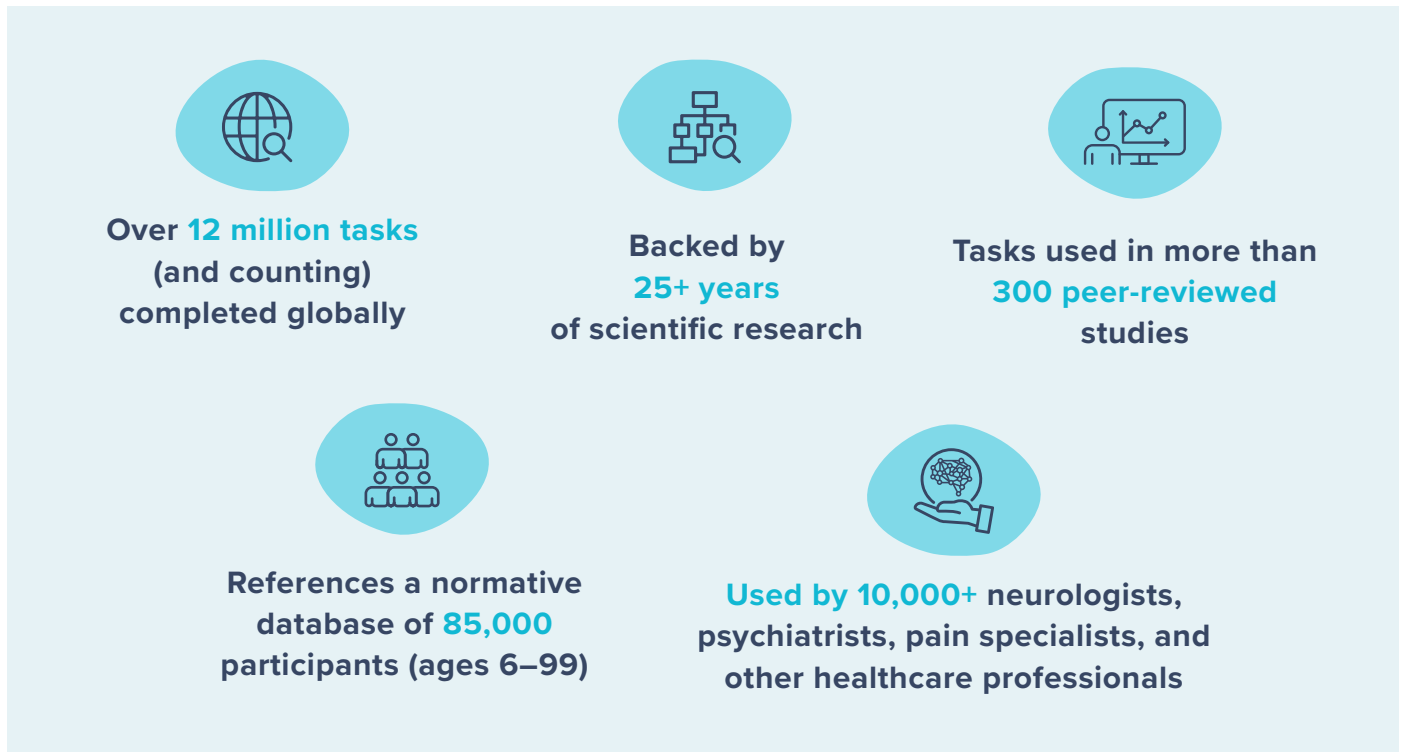 Over 12 million tasks
(and counting)
completed globally
Backed by
25+ years
of scientific research
Tasks used in more than
300 peer-reviewed
studies
References a normative
database of 85,000
participants (ages 6–99)
Used by 10,000+ neurologists,
psychiatrists, pain specialists, and
other healthcare professionals